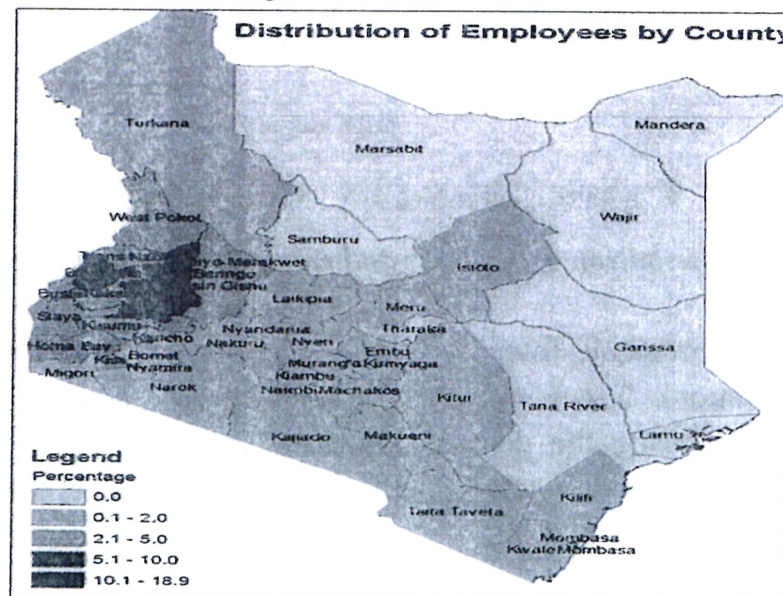 Distribution of Employees by County
Turkana
Marsabit
Mandera
Wajir
West Pokot
Samburu
Isiolo
Baringo
Laikipia
Meru
Siaya
Kisumu
Kericho
Nyandarua
Tharaka
Nakuru
Nyeri
Garissa
Homa Bay
Bomet
Embu
Nyamira
Murang'a Kirinyaga
Kiambu
Migori
Narok
Nairobi Machakos
Kitui
Tana River
Kajiado
Makueni
Lamu
Legend
Percentage
0.0
0.1 - 2.0
2.1 - 5.0
5.1 - 10.0
10.1 - 18.9
Kilifi
Taita Taveta
Mombasa
Kwale Mombasa